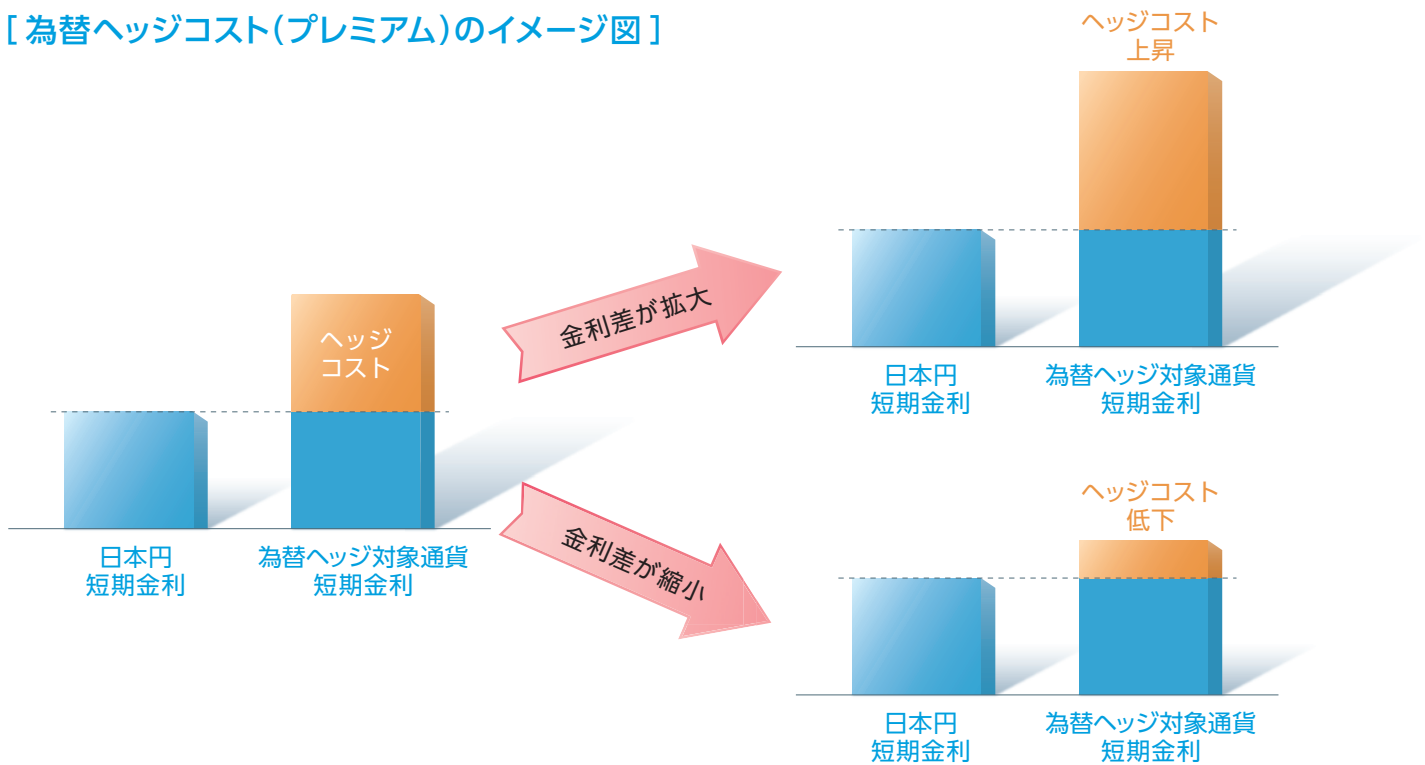 [ 為替ヘッジコスト(プレミアム)のイメージ図 ]
ヘッジ
コスト
日本円
短期金利
為替ヘッジ対象通貨
短期金利
金利差が拡大
ヘッジコスト
上昇
日本円
短期金利
為替ヘッジ対象通貨
短期金利
金利差が縮小
ヘッジコスト
低下
日本円
短期金利
為替ヘッジ対象通貨
短期金利